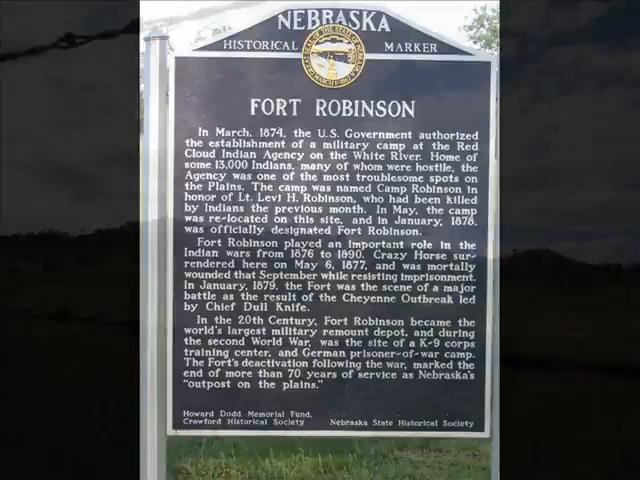 NEBRASKA
HISTORICAL MARKER
FORT ROBINSON
In March, 1874, the U.S. Government authorized
the establishment of a military camp at the Red
Cloud Indian Agency on the White River. Home of
some 13,000 Indians, many of whom were hostile, the
Agency was one of the most troublesome spots on
the Plains. The camp was named Camp Robinson in
honor of Lt. Levi H. Robinson, who had been killed
by Indians the previous month. In May, the camp
was re-located on this site, and in January, 1878,
was officially designated Fort Robinson.
Fort Robinson played an important role in the
Indian wars from 1876 to 1890. Crazy Horse sur-
rendered here on May 6, 1877, and was mortally
wounded that September while resisting imprisonment.
In January, 1879, the Fort was the scene of a major
battle as the result of the Cheyenne Outbreak led
by Chief Dull Knife.
In the 20th Century, Fort Robinson became the
world's largest military remount depot, and during
the second World War, was the site of a K-9 corps
training center, and German prisoner-of-war camp.
The Fort's deactivation following the war, marked the
end of more than 70 years of service as Nebraska's
"outpost on the plains."
Howard Dodd Memorial Fund,
Crawford Historical Society Nebraska State Historical Society